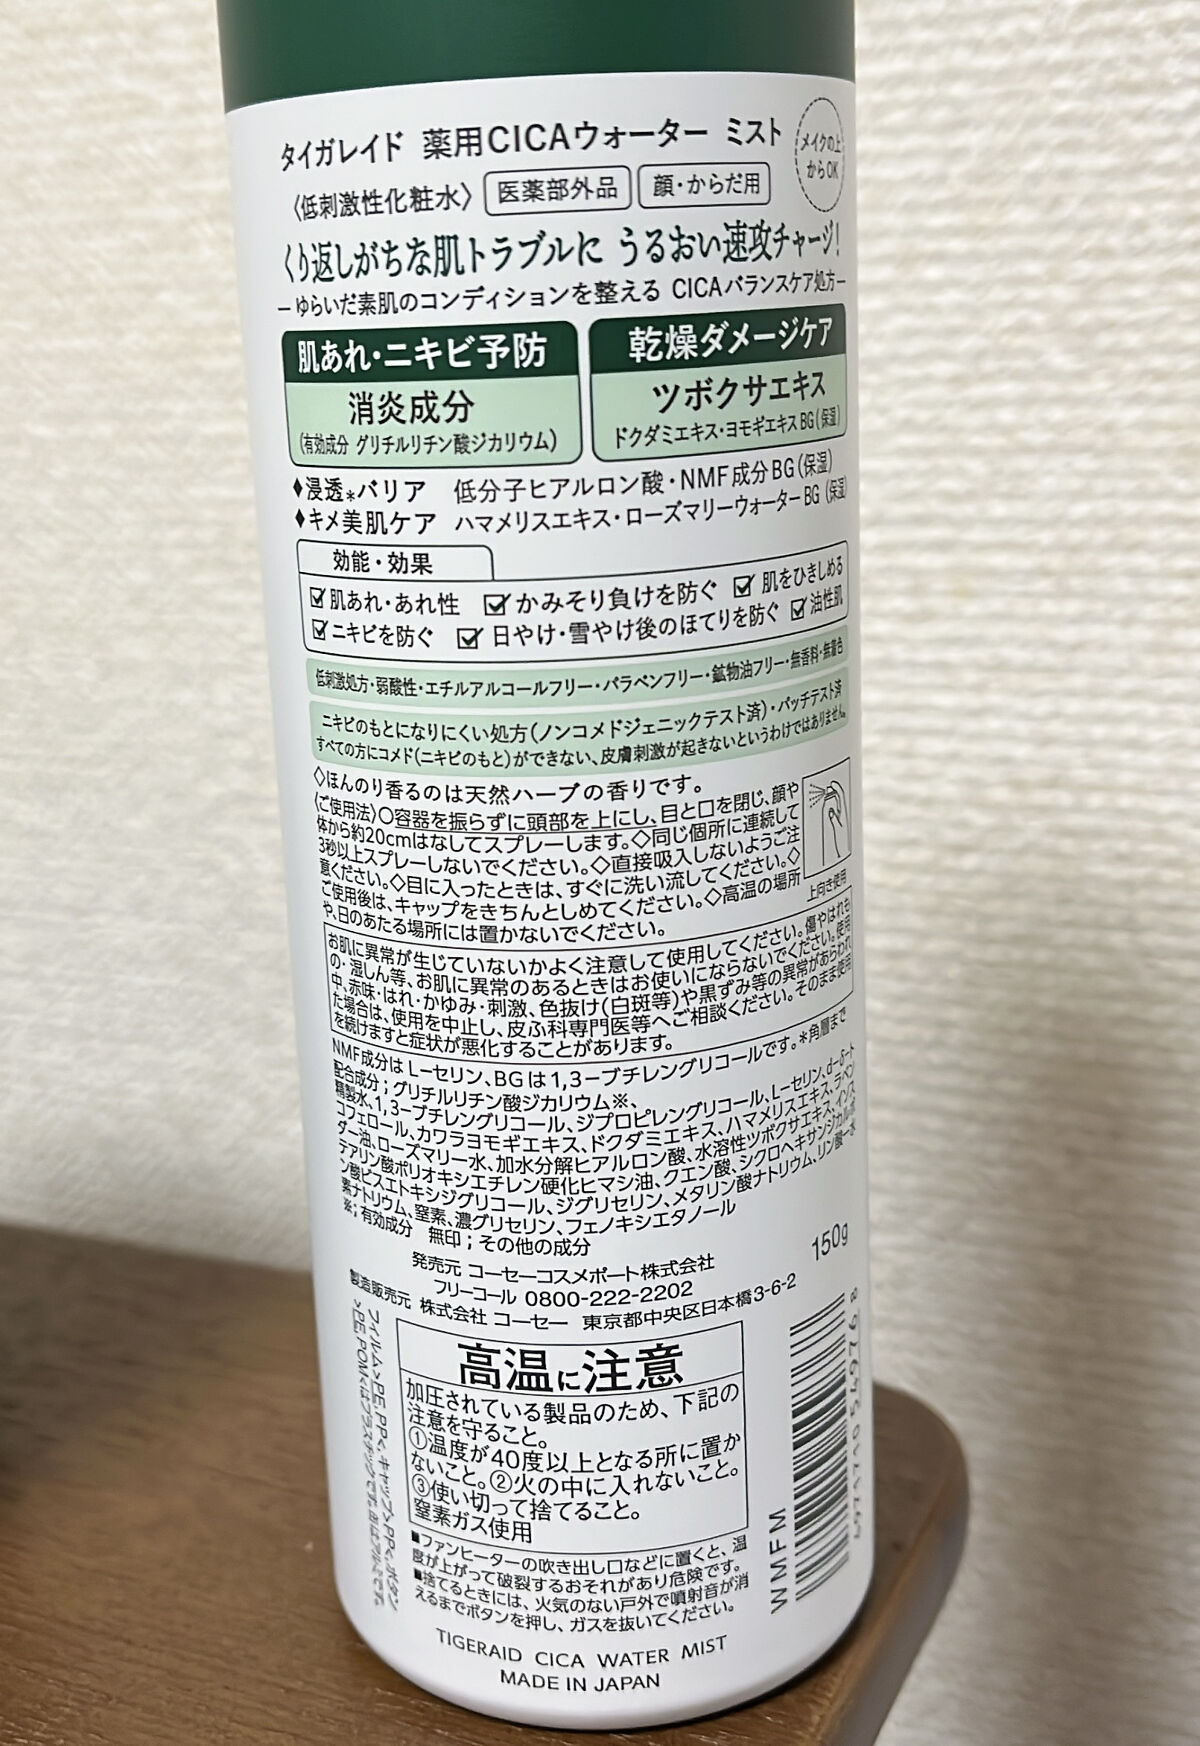 タイガレイド 薬用CICAウォーター ミスト
メイクの上
からOK
〈低刺激性化粧水〉 医薬部外品 顔・からだ用
くり返しがちな肌トラブルに うるおい速攻チャージ!
－ゆらいだ素肌のコンディションを整える CICAバランスケア処方－
肌あれ・ニキビ予防
消炎成分
(有効成分 グリチルリチン酸ジカリウム)
乾燥ダメージケア
ツボクサエキス
ドクダミエキス・ヨモギエキスBG(保湿)
♦浸透*バリア 低分子ヒアルロン酸・NMF成分BG(保湿)
♦キメ美肌ケア ハマメリスエキス・ローズマリーウォーターBG(保湿)
効能・効果
☑肌あれ・あれ性 ☑かみそり負けを防ぐ ☑肌をひきしめる
☑ニキビを防ぐ ☑日やけ・雪やけ後のほてりを防ぐ ☑油性肌
低刺激処方・弱酸性・エチルアルコールフリー・パラベンフリー・鉱物油フリー・無香料・無着色
ニキビのもとになりにくい処方(ノンコメドジェニックテスト済)・パッチテスト済
すべての方にコメド(ニキビのもと)ができない、皮膚刺激が起きないというわけではありません。
◇ほんのり香るのは天然ハーブの香りです。
〈ご使用法〉○容器を振らずに頭部を上にし、目と口を閉じ、顔や
体から約20cmはなしてスプレーします。◇同じ個所に連続して
3秒以上スプレーしないでください。◇直接吸入しないようご注
意ください。◇目に入ったときは、すぐに洗い流してください。◇
ご使用後は、キャップをきちんとしめてください。◇高温の場所
や、日のあたる場所には置かないでください。
上向き使用
お肌に異常が生じていないかよく注意して使用してください。傷やはれも
の・湿しん等、お肌に異常のあるときはお使いにならないでください。使用
中、赤味・はれ・かゆみ・刺激、色抜け(白斑等)や黒ずみ等の異常があらわれ
た場合は、使用を中止し、皮ふ科専門医等へご相談ください。そのまま使用
を続けますと症状が悪化することがあります。
NMF成分はL－セリン、BGは1,3－ブチレングリコールです。*角層まで
配合成分；グリチルリチン酸ジカリウム※、
精製水、1,3－ブチレングリコール、ジプロピレングリコール、L－セリン、d－δ－ト
コフェロール、カワラヨモギエキス、ドクダミエキス、ハマメリスエキス、ラベン
ダー油、ローズマリー水、加水分解ヒアルロン酸、水溶性ツボクサエキス、イソス
テアリン酸ポリオキシエチレン硬化ヒマシ油、クエン酸、シクロヘキサンジカルボ
ン酸ビスエトキシジグリコール、ジグリセリン、メタリン酸ナトリウム、リン酸一水
素ナトリウム、窒素、濃グリセリン、フェノキシエタノール
※；有効成分 無印；その他の成分
150g
発売元 コーセーコスメポート株式会社
フリーコール 0800-222-2202
製造販売元 株式会社 コーセー 東京都中央区日本橋3-6-2
高温に注意
加圧されている製品のため、下記の
注意を守ること。
①温度が40度以上となる所に置か
ないこと。②火の中に入れないこと。
③使い切って捨てること。
窒素ガス使用
■ファンヒーターの吹き出し口などに置くと、温
度が上がって破裂するおそれがあり危険です。
■捨てるときには、火気のない戸外で噴射音が消
えるまでボタンを押し、ガスを抜いてください。
WMFM
TIGERAID CICA WATER MIST
MADE IN JAPAN